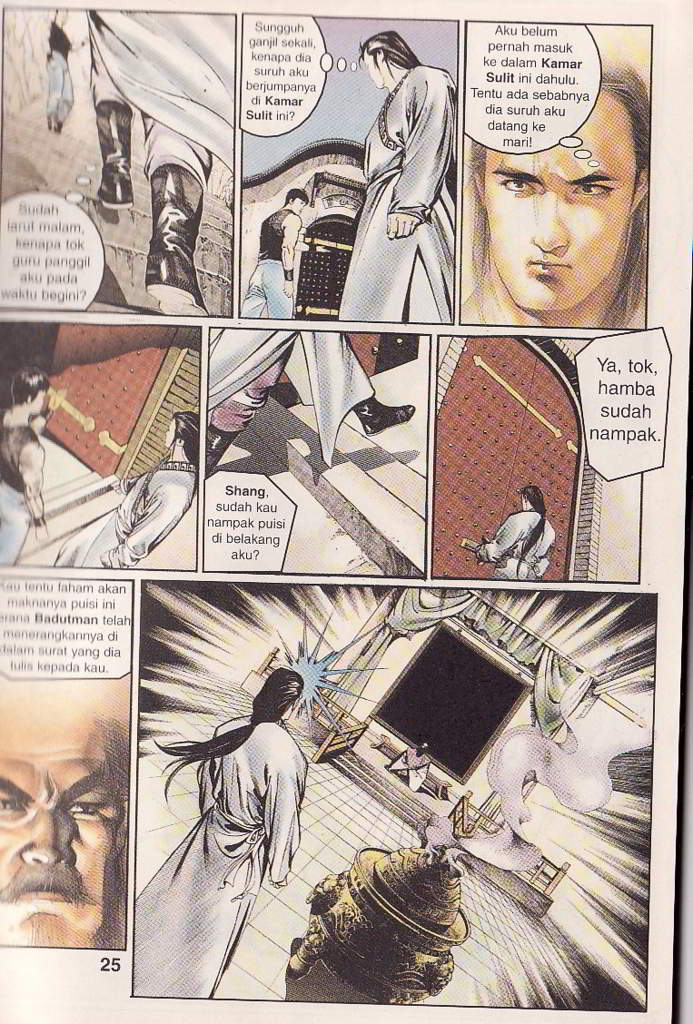 Sudah
larut malam,
kenapa tok
guru panggil
aku pada
waktu begini?
Sungguh
ganjil sekali,
kenapa dia
suruh aku
berjumpanya
di Kamar
Sulit ini?
Aku belum
pernah masuk
ke dalam Kamar
Sulit ini dahulu.
Tentu ada sebabnya
dia suruh aku
datang ke
mari!
Shang,
sudah kau
nampak puisi
di belakang
aku?
Ya, tok,
hamba
sudah
nampak.
Kau tentu faham akan
maknanya puisi ini
Badutman telah
menerangkannya di
dalam surat yang dia
tulis kepada kau.
25